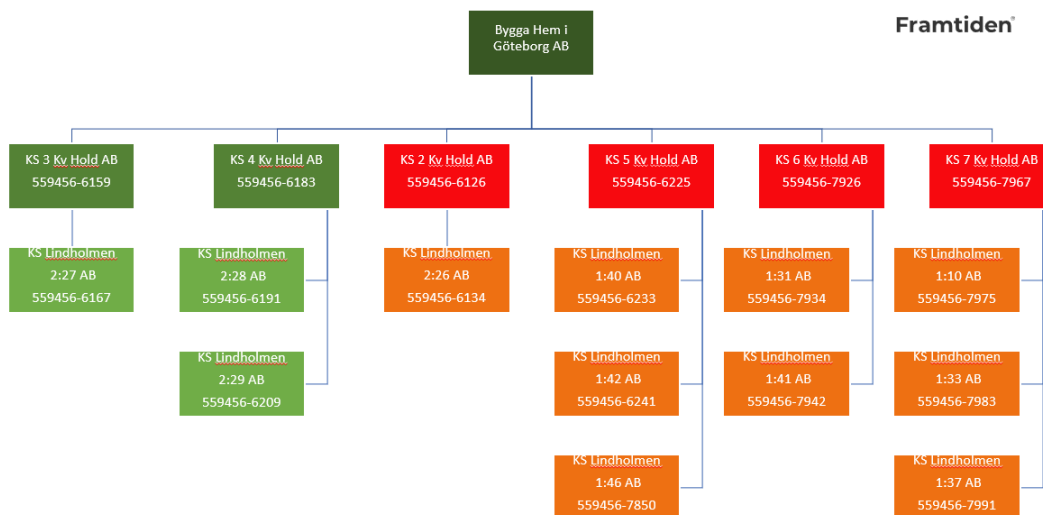 Bygga Hem i
Göteborg AB
Framtiden®
KS 3 Kv Hold AB
559456-6159
KS 4 Kv Hold AB
559456-6183
KS 2 Kv Hold AB
559456-6126
KS 5 Kv Hold AB
559456-6225
KS 6 Kv Hold AB
559456-7926
KS 7 Kv Hold AB
559456-7967
KS Lindholmen
2:27 AB
559456-6167
KS Lindholmen
2:28 AB
559456-6191
KS Lindholmen
2:26 AB
559456-6134
KS Lindholmen
1:40 AB
559456-6233
KS Lindholmen
1:31 AB
559456-7934
KS Lindholmen
1:10 AB
559456-7975
KS Lindholmen
2:29 AB
559456-6209
KS Lindholmen
1:42 AB
559456-6241
KS Lindholmen
1:41 AB
559456-7942
KS Lindholmen
1:33 AB
559456-7983
KS Lindholmen
1:46 AB
559456-7850
KS Lindholmen
1:37 AB
559456-7991